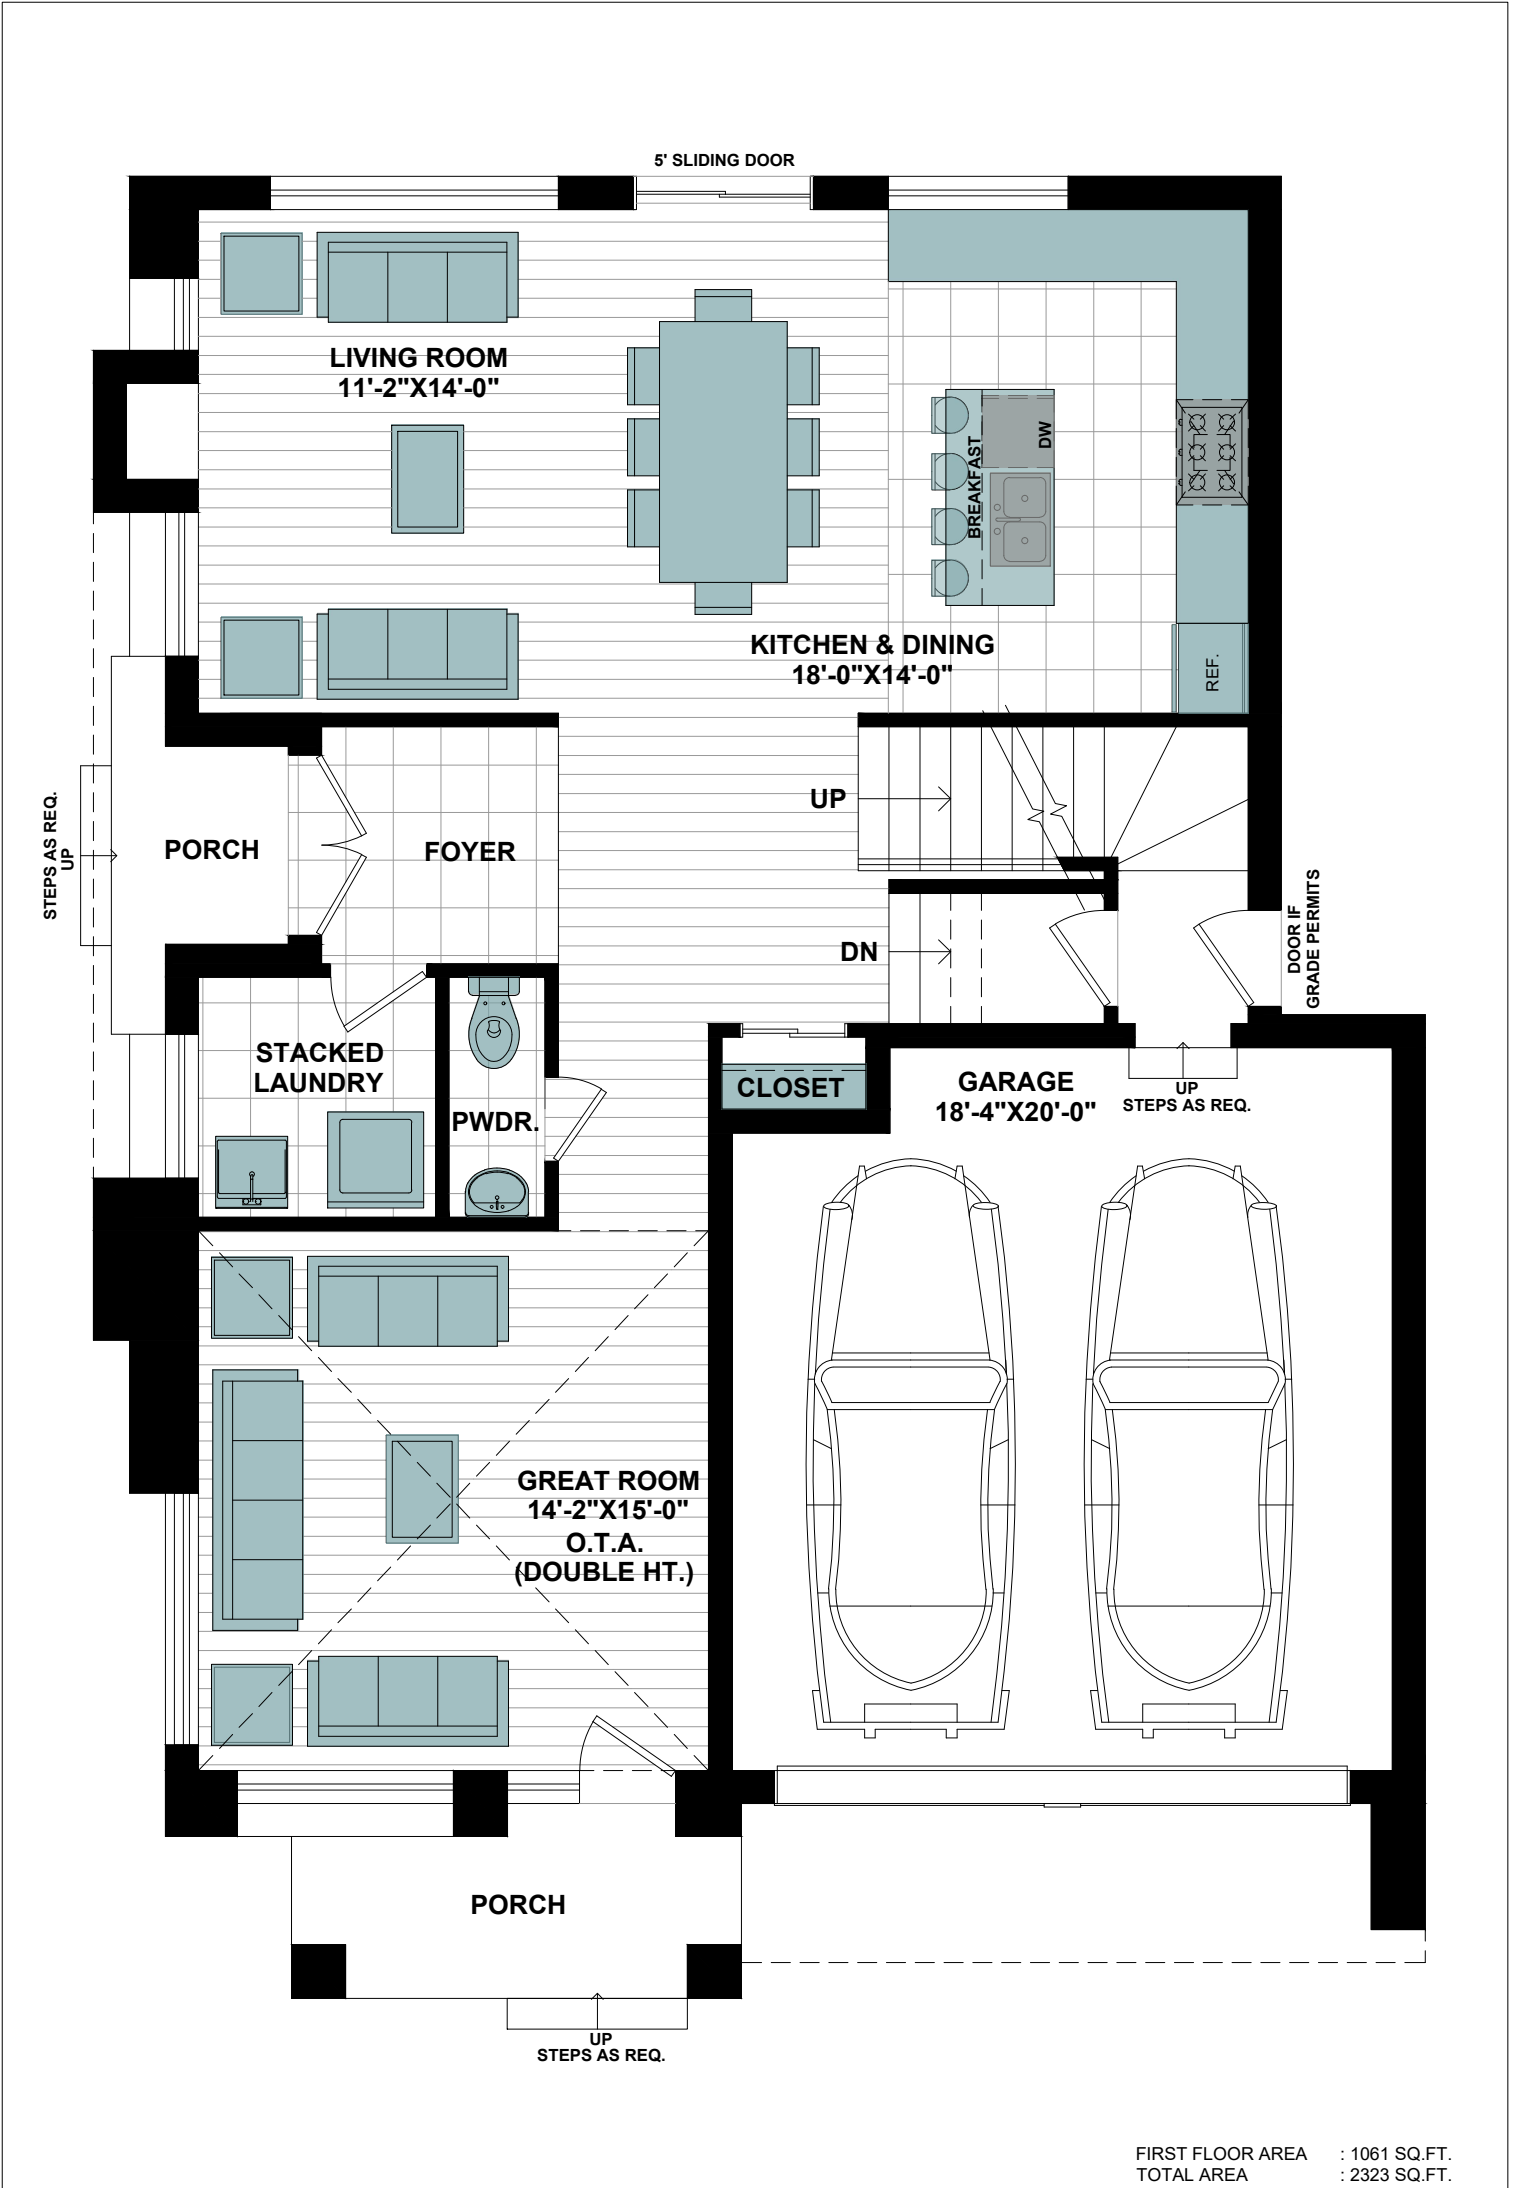 5' SLIDING DOOR
LIVING ROOM
11'-2"X14'-0"
BREAKFAST
DW
KITCHEN & DINING
18'-0"X14'-0"
REF.
STEPS AS REQ.
UP
PORCH
FOYER
UP
DN
DOOR IF
GRADE PERMITS
STACKED
LAUNDRY
PWDR.
CLOSET
GARAGE
18'-4"X20'-0"
UP
STEPS AS REQ.
GREAT ROOM
14'-2"X15'-0"
O.T.A.
(DOUBLE HT.)
PORCH
UP
STEPS AS REQ.
FIRST FLOOR AREA : 1061 SQ.FT.
TOTAL AREA : 2323 SQ.FT.